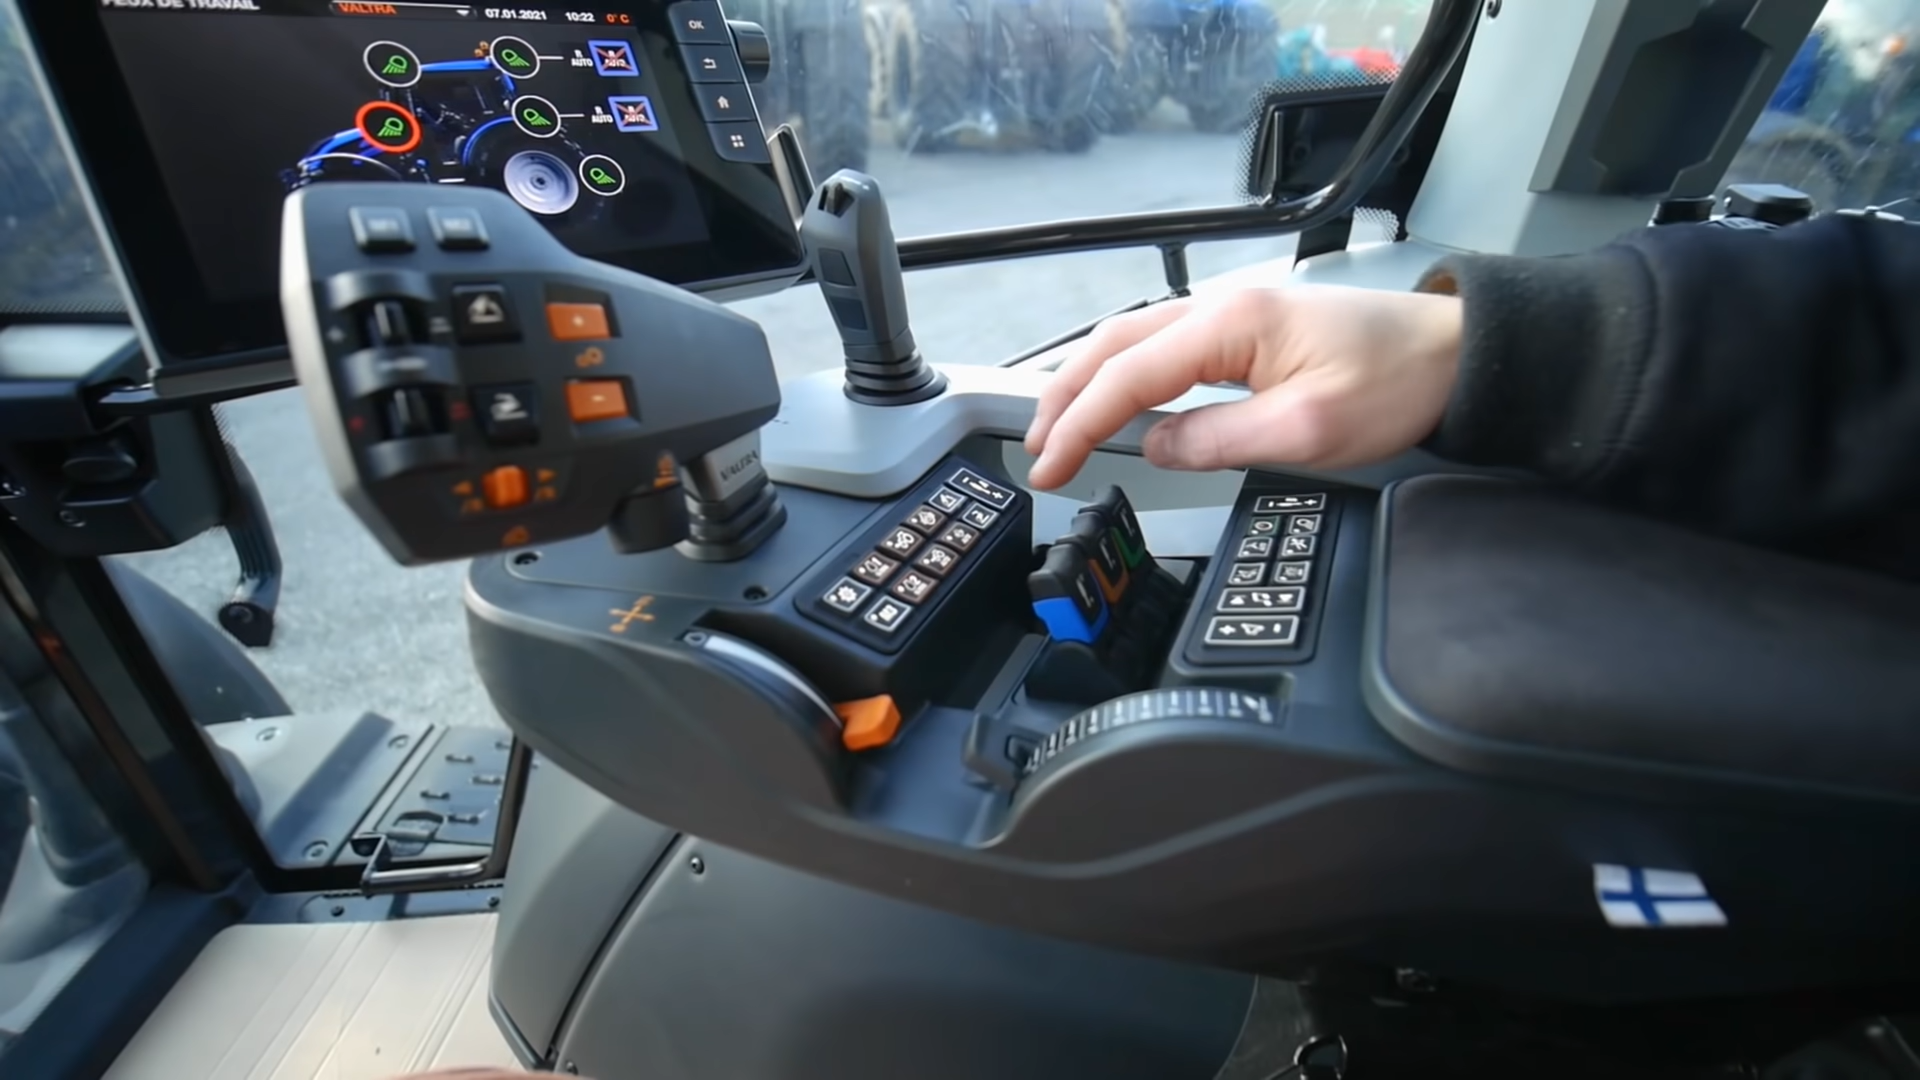 FEUX DE TRAVAIL
VALTRA
07.01.2021
10:22
0°C
OK
R
AUTO
R
AUTO
VALTRA